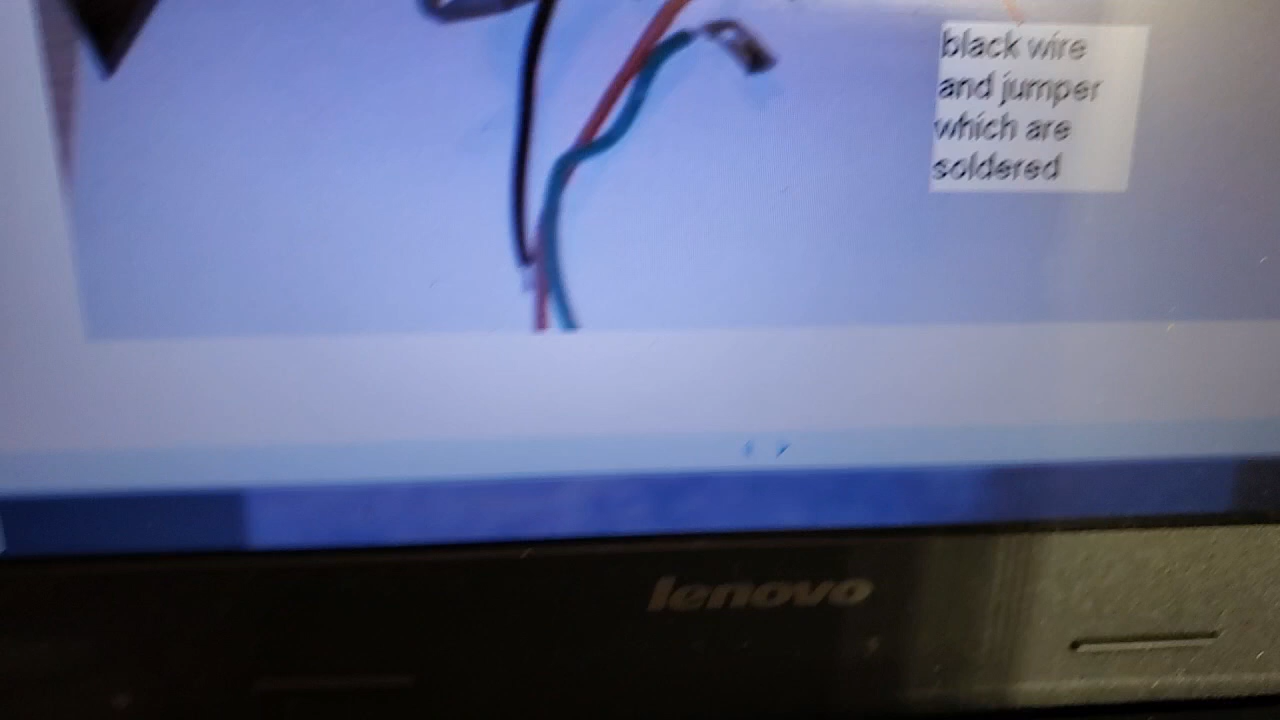 black wire
and jumper
which are
soldered
lenovo